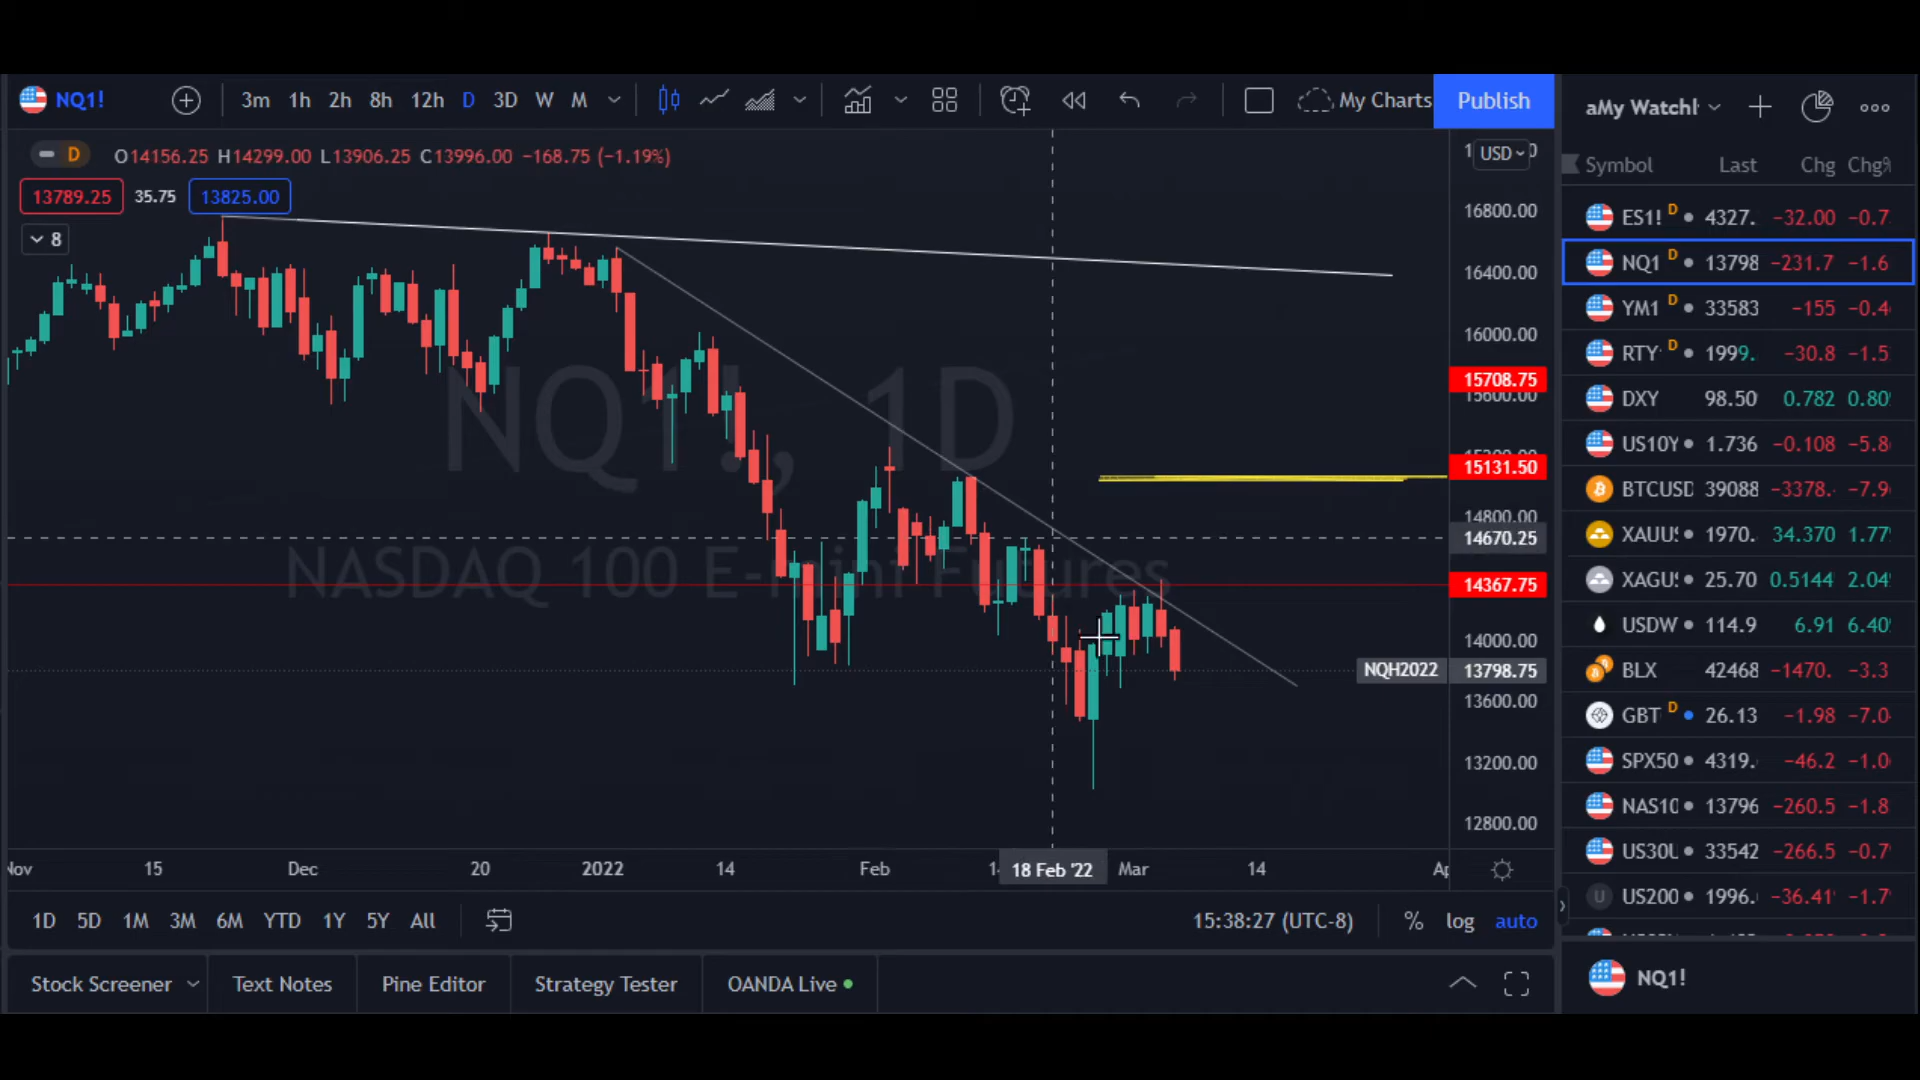 NQ1!
3m 1h 2h 8h 12h D 3D W M
My Charts
Publish
aMy Watchl
D O14156.25 H14299.00 L13906.25 C13996.00 −168.75 (−1.19%)
13789.25 35.75 13825.00
8
USD
16800.00
16400.00
16000.00
15708.75
15600.00
15131.50
14800.00
14670.25
14367.75
14000.00
NQH2022 13798.75
13600.00
13200.00
12800.00
NQ1!, 1D
NASDAQ 100 E-mini Futures
Nov 15 Dec 20 2022 14 Feb 18 Feb '22 Mar 14
1D 5D 1M 3M 6M YTD 1Y 5Y All
15:38:27 (UTC-8) % log auto
Stock Screener Text Notes Pine Editor Strategy Tester OANDA Live
Symbol Last Chg Chg%
ES1! D 4327. −32.00 −0.7
NQ1 D 13798 −231.7 −1.6
YM1 D 33583 −155 −0.4
RTY D 1999. −30.8 −1.5
DXY 98.50 0.782 0.80
US10Y 1.736 −0.108 −5.8
BTCUSD 39088 −3378. −7.9
XAUUS 1970. 34.370 1.77
XAGUS 25.70 0.5144 2.04
USDW 114.9 6.91 6.40
BLX 42468 −1470. −3.3
GBT D 26.13 −1.98 −7.0
SPX50 4319. −46.2 −1.0
NAS10 13796 −260.5 −1.8
US30U 33542 −266.5 −0.7
US200 1996. −36.41 −1.7
NQ1!